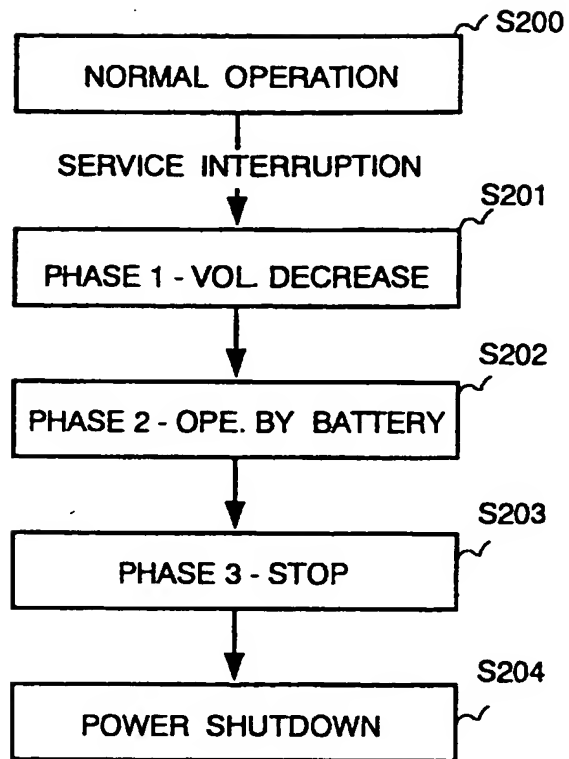 S200
NORMAL OPERATION
SERVICE INTERRUPTION
S201
PHASE 1 - VOL. DECREASE
S202
PHASE 2 - OPE. BY BATTERY
S203
PHASE 3 - STOP
S204
POWER SHUTDOWN